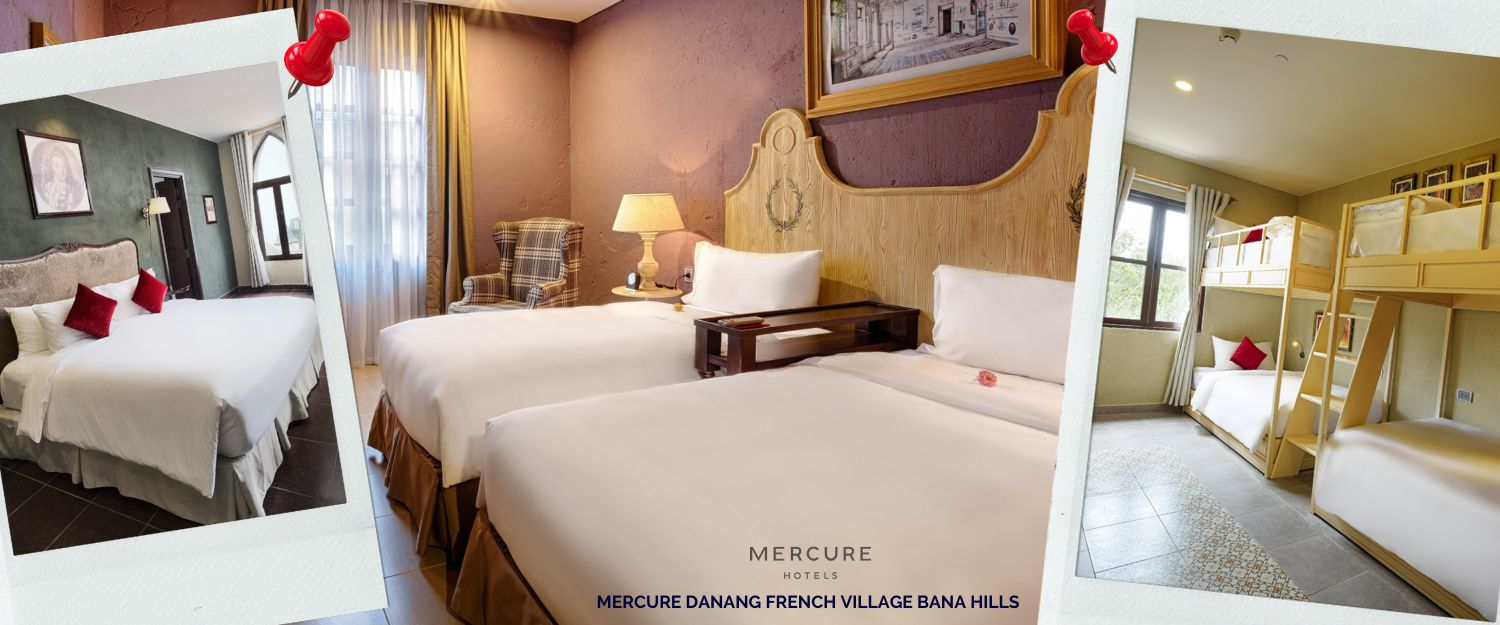 MERCURE
HOTELS
MERCURE DANANG FRENCH VILLAGE BANA HILLS